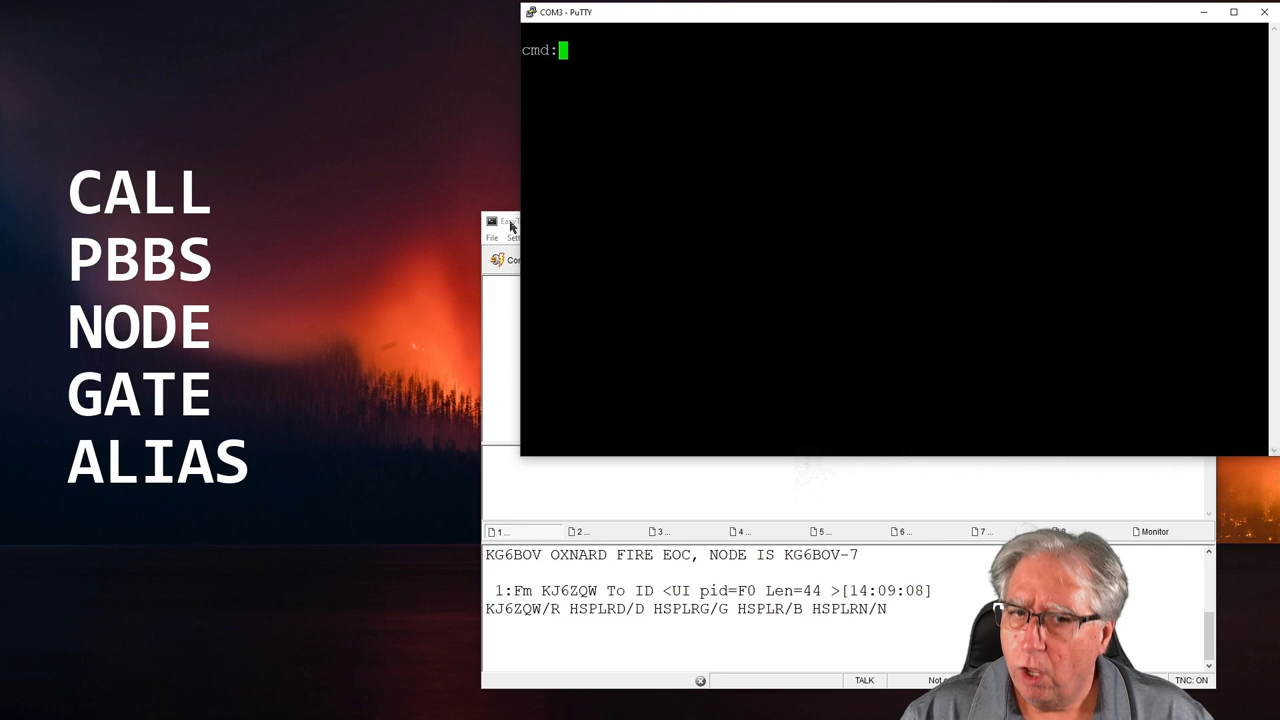 COM3 - PuTTY
cmd:
CALL
PBBS
NODE
GATE
ALIAS
File
1 ...
2 ...
3 ...
4 ...
5 ...
6 ...
7 ...
Monitor
KG6BOV OXNARD FIRE EOC, NODE IS KG6BOV-7
1:Fm KJ6ZQW To ID <UI pid=F0 Len=44 >[14:09:08]
KJ6ZQW/R HSPLRD/D HSPLRG/G HSPLR/B HSPLRN/N
TALK
TNC: ON